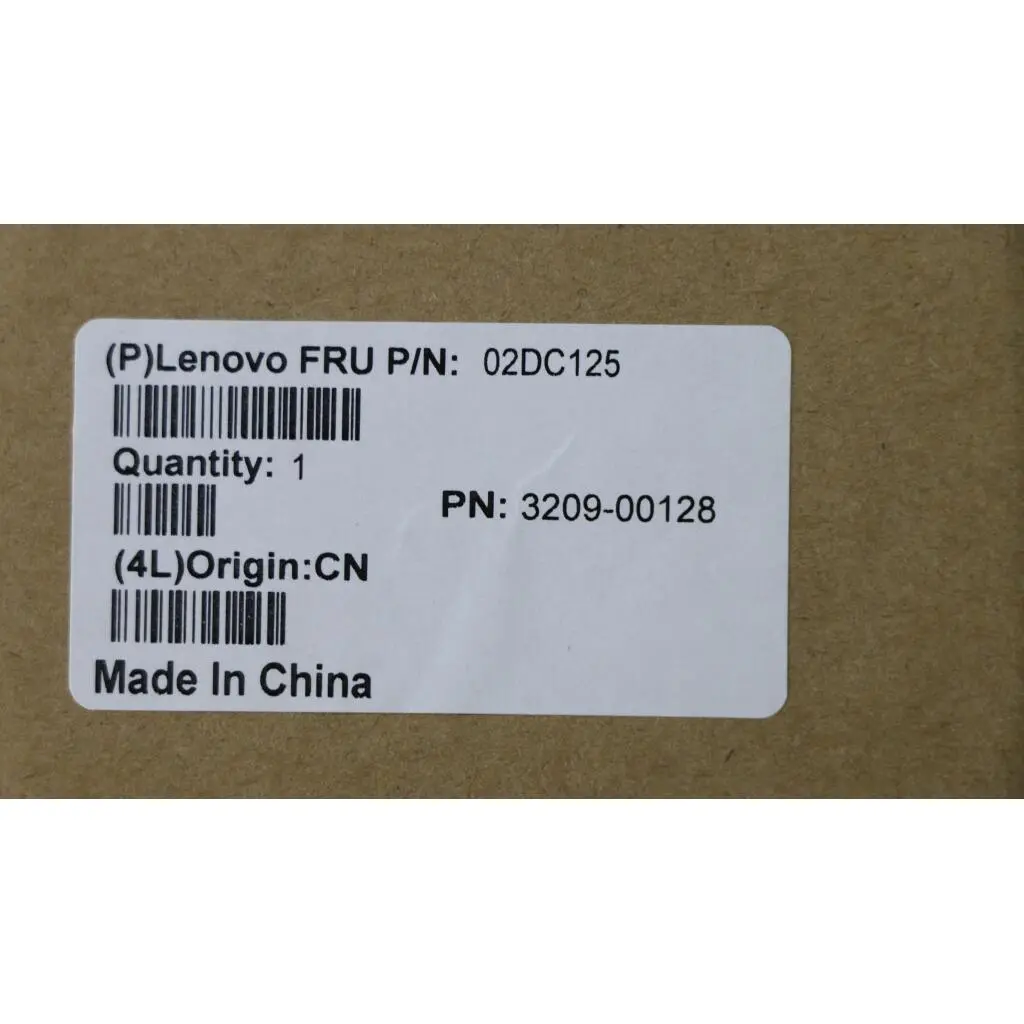 (P)Lenovo FRU P/N: 02DC125
Quantity: 1
PN: 3209-00128
(4L)Origin:CN
Made In China